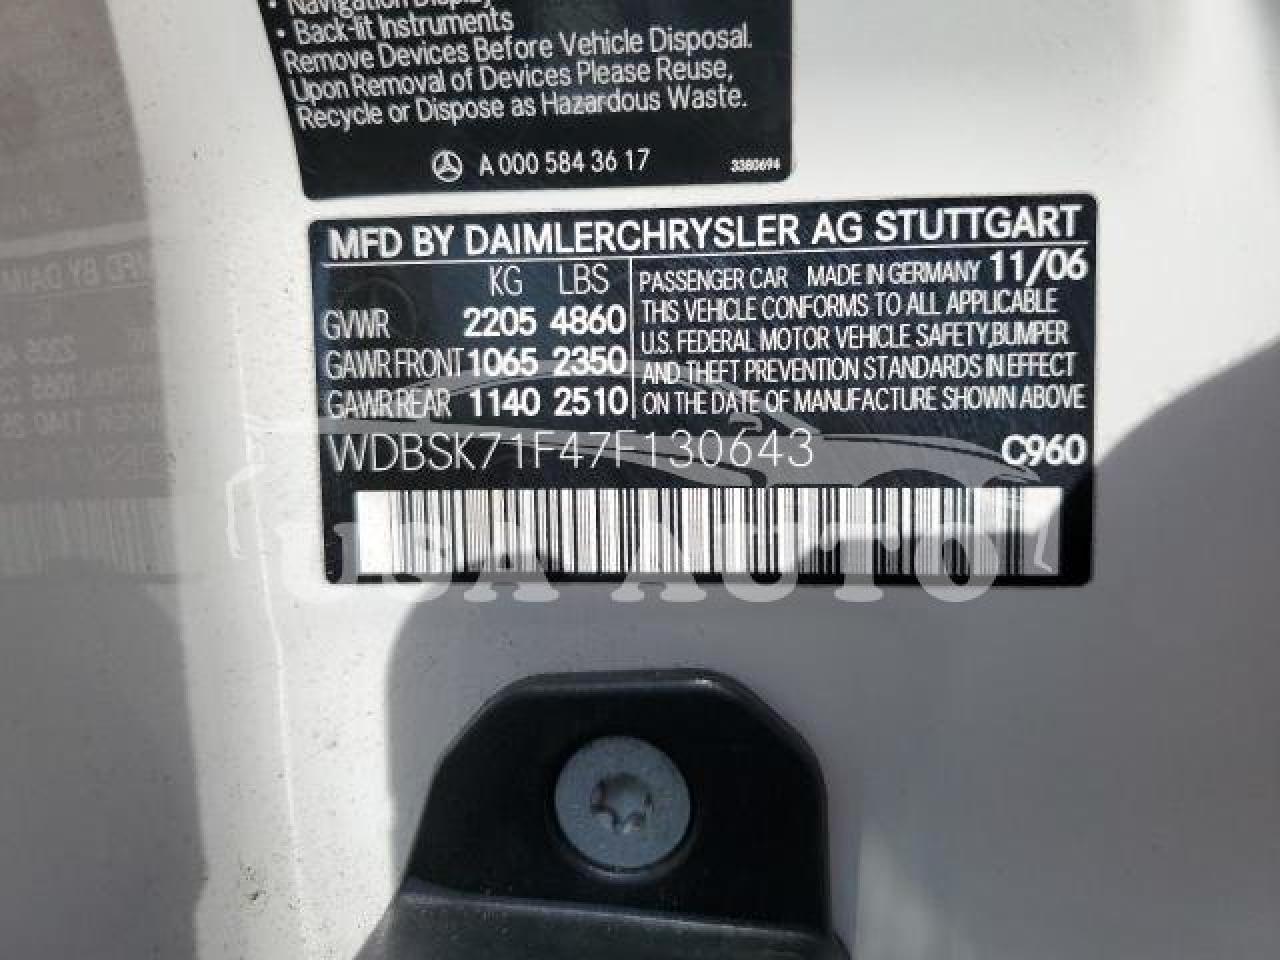 • Navigation Display
• Back-lit Instruments
Remove Devices Before Vehicle Disposal.
Upon Removal of Devices Please Reuse,
Recycle or Dispose as Hazardous Waste.
A 000 584 36 17 3380694
MFD BY DAIMLERCHRYSLER AG STUTTGART
KG LBS
GVWR 2205 4860
GAWR FRONT 1065 2350
GAWR REAR 1140 2510
PASSENGER CAR MADE IN GERMANY 11/06
THIS VEHICLE CONFORMS TO ALL APPLICABLE
U.S. FEDERAL MOTOR VEHICLE SAFETY, BUMPER
AND THEFT PREVENTION STANDARDS IN EFFECT
ON THE DATE OF MANUFACTURE SHOWN ABOVE
WDBSK71F47F130643 C960
USA AUTO